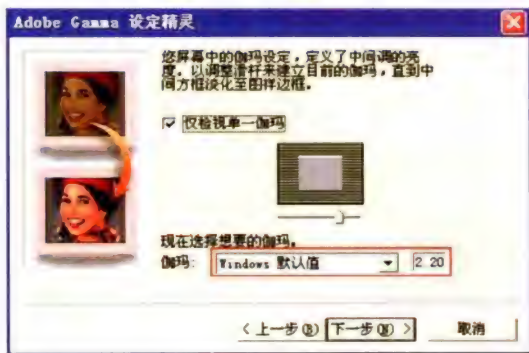 Adobe Gamma 设定精灵
您屏幕中的伽玛设定，定义了中间调的亮
度。以调整滑杆来建立目前的伽玛，直到中
间方框淡化至图样边框。
仅检视单一伽玛
现在选择想要的伽玛。
伽玛: Windows 默认值 2.20
< 上一步(B) 下一步(N) > 取消